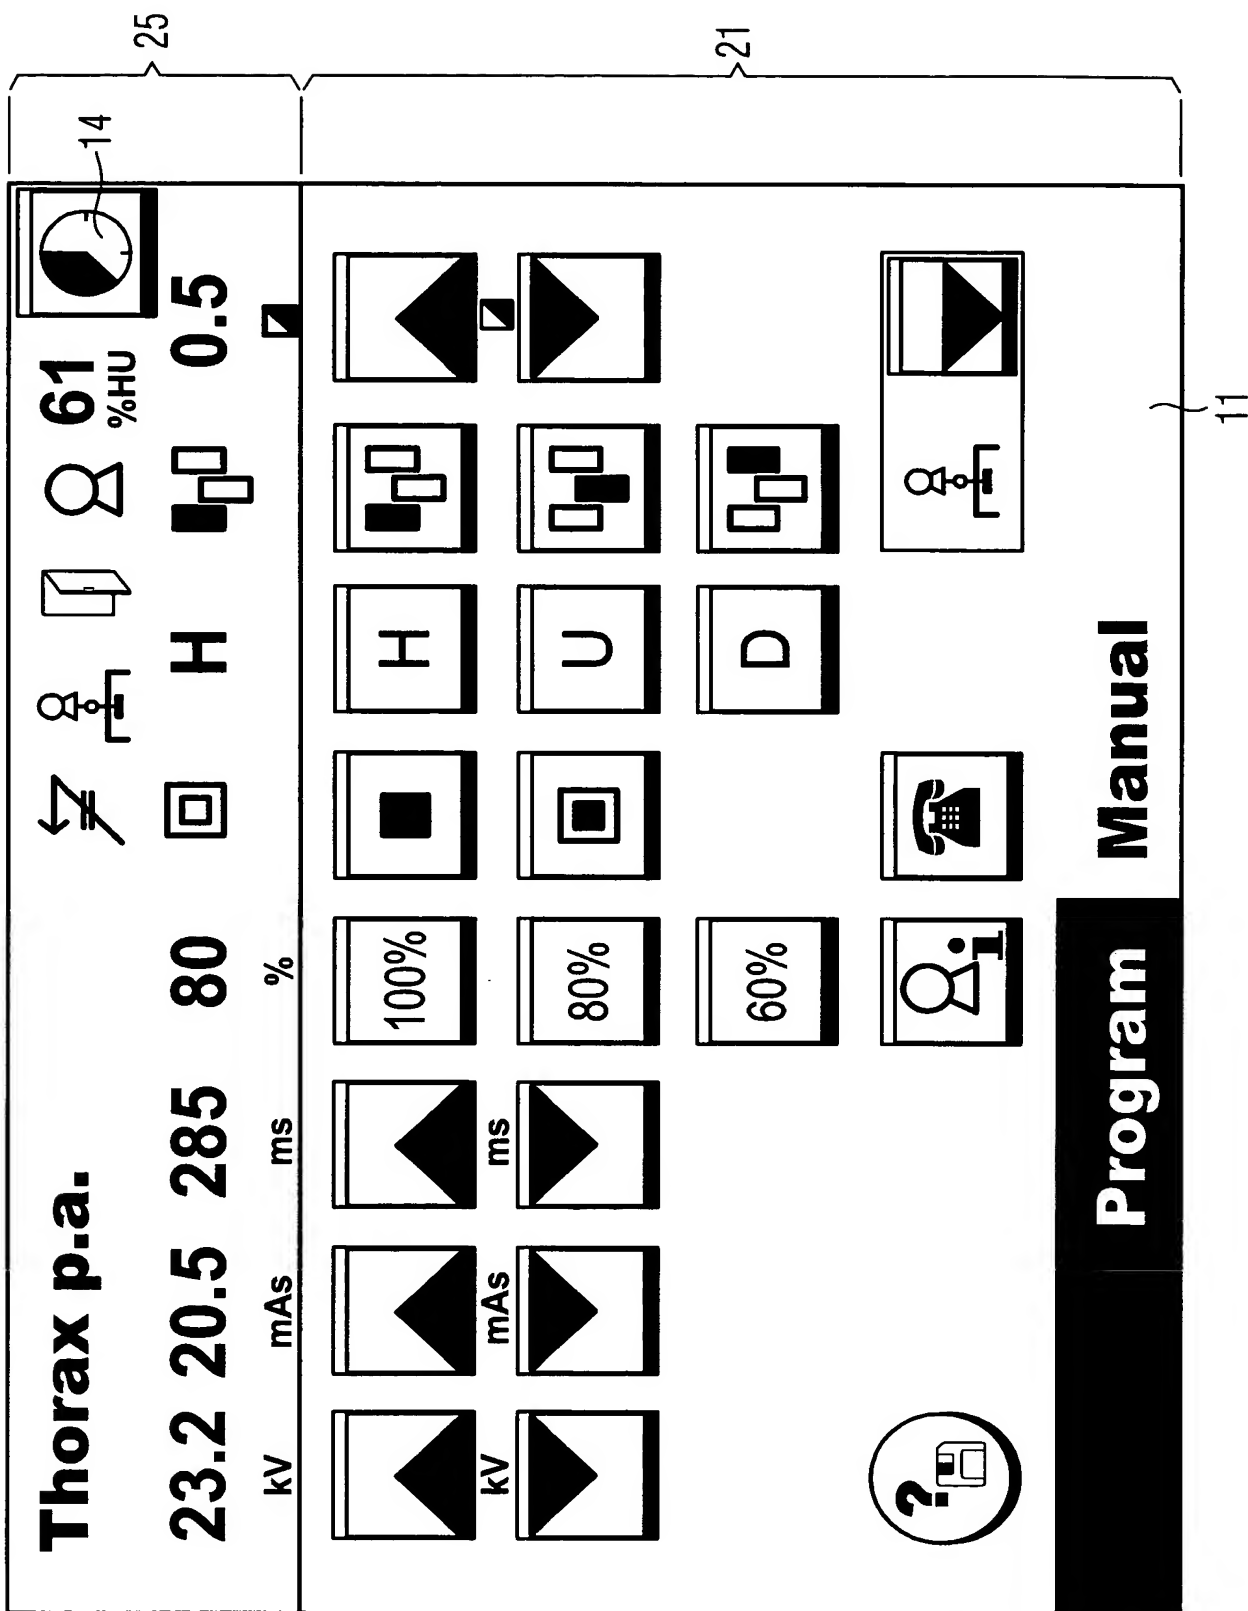 Thorax p.a.
61
%HU
14
25
23.2 20.5 285 80 H 0.5
kV mAs ms %
100% H
kV mAs ms
80% U
60% D
21
?
i
Program Manual
11